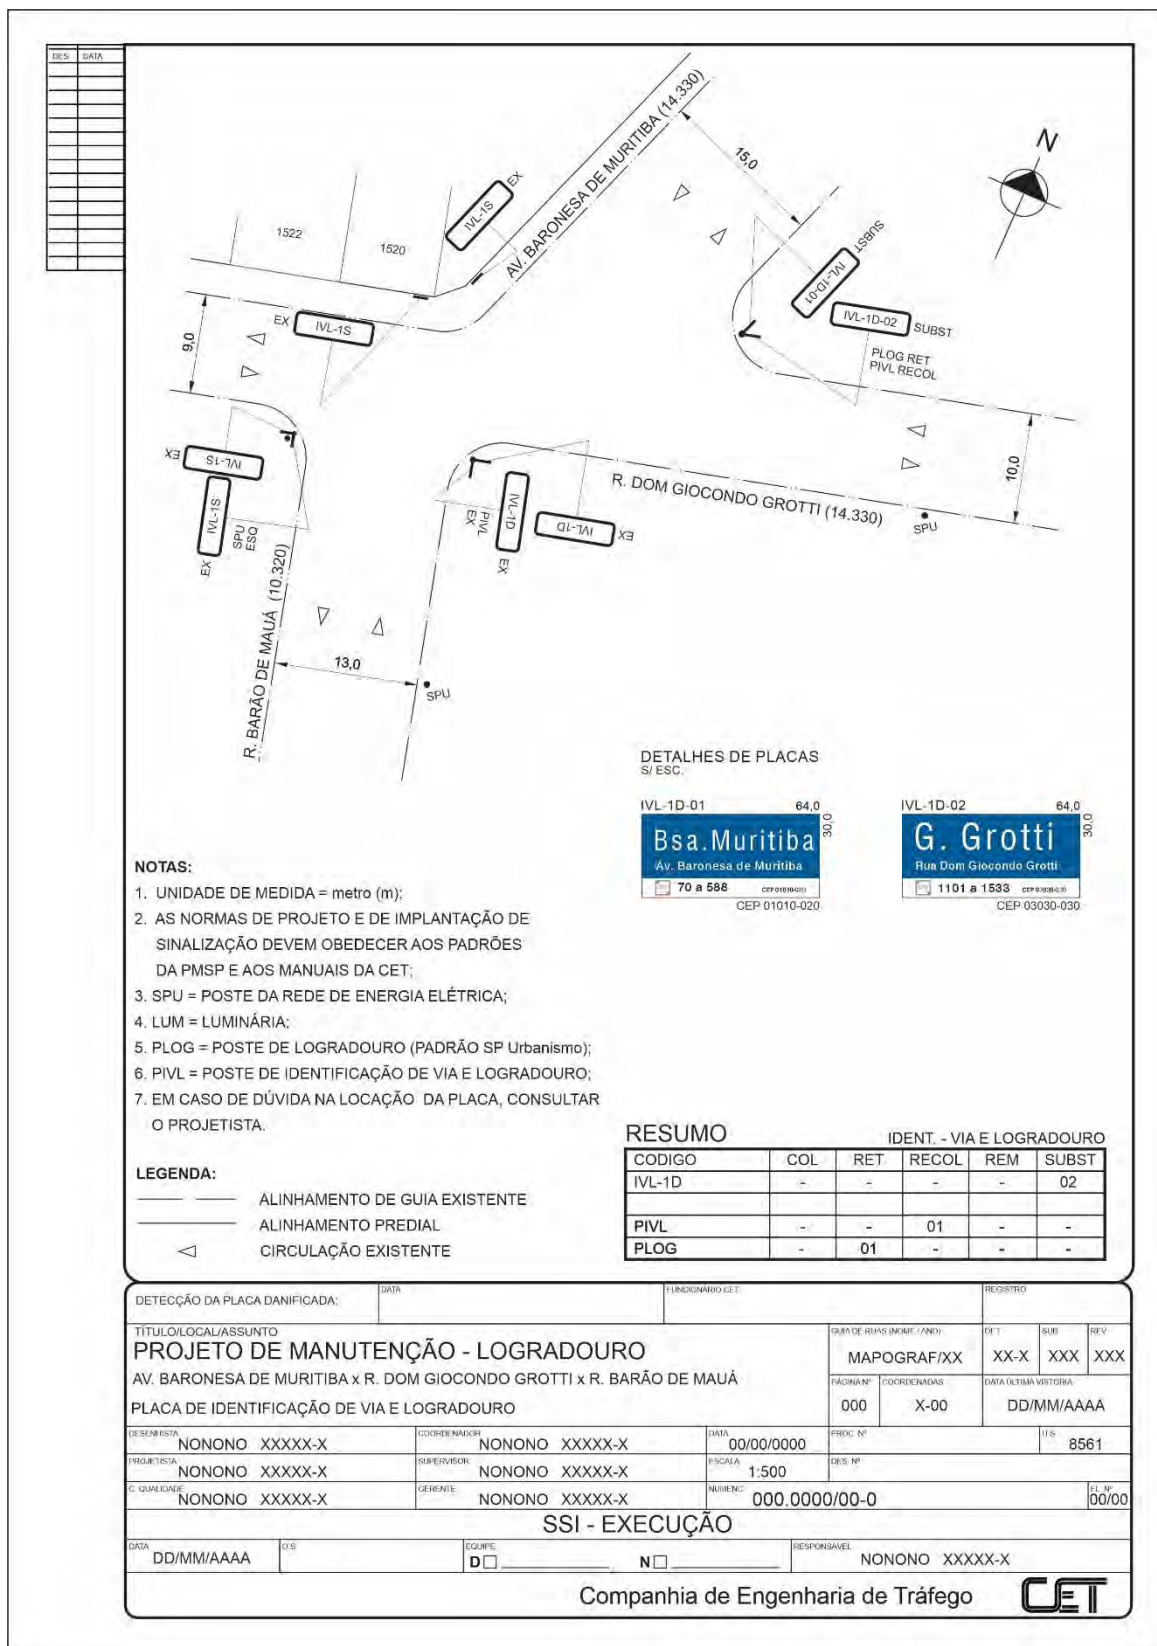 DES DATA
N
AV. BARONESA DE MURITIBA (14.330)
15,0
1522
1520
IVL-1S
EX
SUBST
IVL-1D-01
IVL-1D-02
SUBST
PLOG RET
PIVL RECOL
EX
IVL-1S
9,0
EX
IVL-1S
IVL-1S
EX
SPU
ESQ
PIVL
EX
IVL-1D
EX
IVL-1D
EX
R. DOM GIOCONDO GROTTI (14.330)
10,0
SPU
R. BARÃO DE MAUÁ (10.320)
13,0
SPU
DETALHES DE PLACAS
S/ ESC.
IVL-1D-01 64,0
30,0
Bsa.Muritiba
Av. Baronesa de Muritiba
70 a 588 CEP 01010-020
CEP 01010-020
IVL-1D-02 64,0
30,0
G. Grotti
Rua Dom Giocondo Grotti
1101 a 1533 CEP 03030-030
CEP 03030-030
NOTAS:
1. UNIDADE DE MEDIDA = metro (m);
2. AS NORMAS DE PROJETO E DE IMPLANTAÇÃO DE
SINALIZAÇÃO DEVEM OBEDECER AOS PADRÕES
DA PMSP E AOS MANUAIS DA CET;
3. SPU = POSTE DA REDE DE ENERGIA ELÉTRICA;
4. LUM = LUMINÁRIA;
5. PLOG = POSTE DE LOGRADOURO (PADRÃO SP Urbanismo);
6. PIVL = POSTE DE IDENTIFICAÇÃO DE VIA E LOGRADOURO;
7. EM CASO DE DÚVIDA NA LOCAÇÃO DA PLACA, CONSULTAR
O PROJETISTA.
LEGENDA:
ALINHAMENTO DE GUIA EXISTENTE
ALINHAMENTO PREDIAL
CIRCULAÇÃO EXISTENTE
RESUMO IDENT. - VIA E LOGRADOURO
CODIGO COL RET RECOL REM SUBST
IVL-1D - - - - 02
PIVL - - 01 - -
PLOG - 01 - - -
DETECÇÃO DA PLACA DANIFICADA: DATA FUNCIONÁRIO CET REGISTRO
TÍTULO/LOCAL/ASSUNTO
PROJETO DE MANUTENÇÃO - LOGRADOURO
AV. BARONESA DE MURITIBA x R. DOM GIOCONDO GROTTI x R. BARÃO DE MAUÁ
PLACA DE IDENTIFICAÇÃO DE VIA E LOGRADOURO
GUIA DE RUAS (NOME / ANO) DET SUB REV
MAPOGRAF/XX XX-X XXX XXX
PÁGINA Nº COORDENADAS DATA ÚLTIMA VISTORIA
000 X-00 DD/MM/AAAA
DESENHISTA NONONO XXXXX-X COORDENADOR NONONO XXXXX-X DATA 00/00/0000 PROC. Nº 8561
PROJETISTA NONONO XXXXX-X SUPERVISOR NONONO XXXXX-X ESCALA 1:500 DES. Nº
C. QUALIDADE NONONO XXXXX-X GERENTE NONONO XXXXX-X 000.0000/00-0 FL. Nº 00/00
SSI - EXECUÇÃO
DATA DD/MM/AAAA O.S EQUIPE D N RESPONSÁVEL NONONO XXXXX-X
Companhia de Engenharia de Tráfego CET